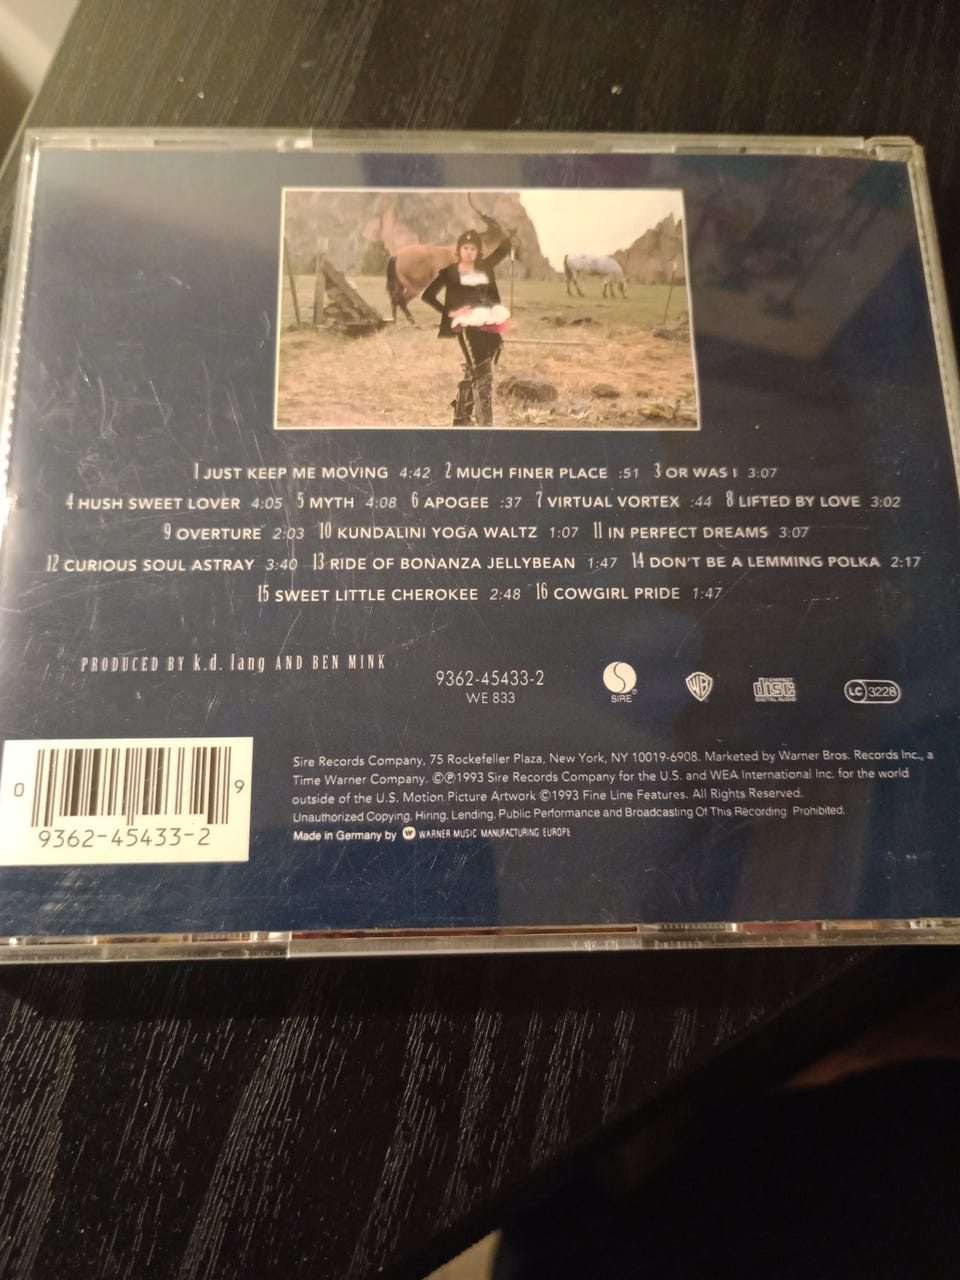 1 JUST KEEP ME MOVING 4:42 2 MUCH FINER PLACE :51 3 OR WAS I 3:07
4 HUSH SWEET LOVER 4:05 5 MYTH 4:08 6 APOGEE :37 7 VIRTUAL VORTEX :44 8 LIFTED BY LOVE 3:02
9 OVERTURE 2:03 10 KUNDALINI YOGA WALTZ 1:07 11 IN PERFECT DREAMS 3:07
12 CURIOUS SOUL ASTRAY 3:40 13 RIDE OF BONANZA JELLYBEAN 1:47 14 DON'T BE A LEMMING POLKA 2:17
15 SWEET LITTLE CHEROKEE 2:48 16 COWGIRL PRIDE 1:47
PRODUCED BY k.d. lang AND BEN MINK
9362-45433-2
WE 833
SIRE®
WB
COMPACT
disc
DIGITAL AUDIO
LC 3228
Sire Records Company, 75 Rockefeller Plaza, New York, NY 10019-6908. Marketed by Warner Bros. Records Inc., a
Time Warner Company. ©℗1993 Sire Records Company for the U.S. and WEA International Inc. for the world
outside of the U.S. Motion Picture Artwork ©1993 Fine Line Features. All Rights Reserved.
Unauthorized Copying, Hiring, Lending, Public Performance and Broadcasting Of This Recording Prohibited.
Made in Germany by WARNER MUSIC MANUFACTURING EUROPE
0 9
9362-45433-2